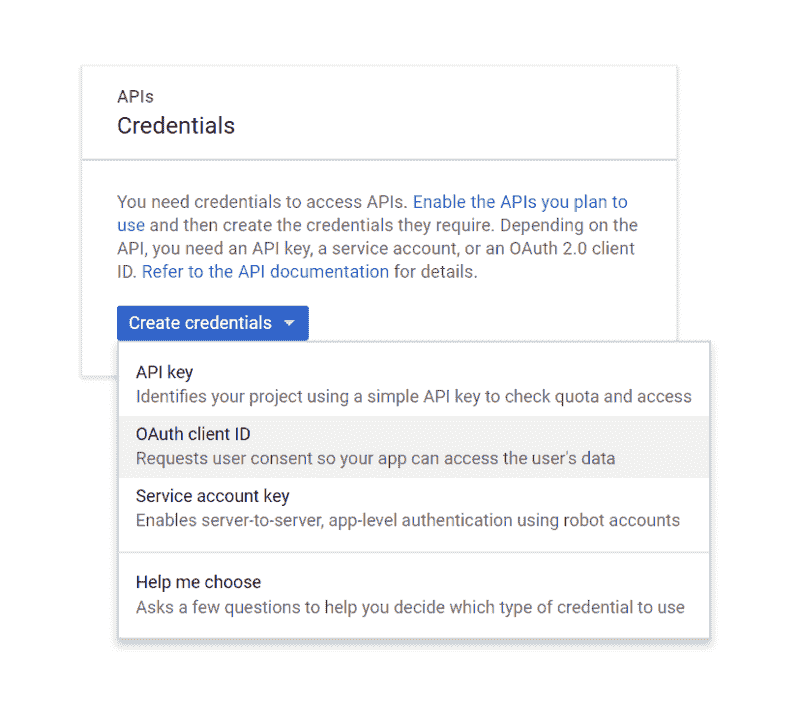 APIs
Credentials
You need credentials to access APIs. Enable the APIs you plan to
use and then create the credentials they require. Depending on the
API, you need an API key, a service account, or an OAuth 2.0 client
ID. Refer to the API documentation for details.
Create credentials
API key
Identifies your project using a simple API key to check quota and access
OAuth client ID
Requests user consent so your app can access the user's data
Service account key
Enables server-to-server, app-level authentication using robot accounts
Help me choose
Asks a few questions to help you decide which type of credential to use